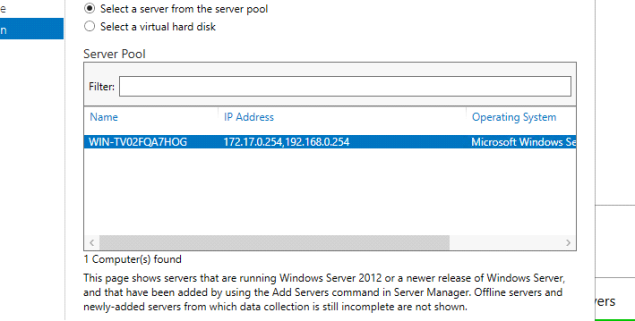 e
n
Select a server from the server pool
Select a virtual hard disk
Server Pool
Filter:
Name IP Address Operating System
WIN-TV02FQA7HOG 172.17.0.254,192.168.0.254 Microsoft Windows Se
1 Computer(s) found
This page shows servers that are running Windows Server 2012 or a newer release of Windows Server,
and that have been added by using the Add Servers command in Server Manager. Offline servers and
newly-added servers from which data collection is still incomplete are not shown.
ers